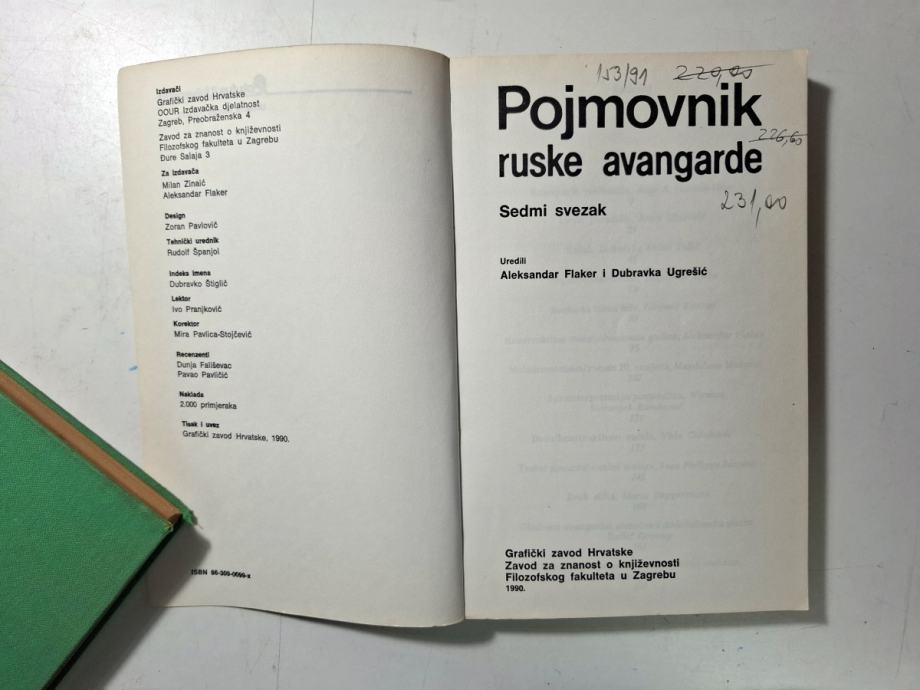 Izdavači
Grafički zavod Hrvatske
OOUR Izdavačka djelatnost
Zagreb, Preobraženska 4
Zavod za znanost o književnosti
Filozofskog fakulteta u Zagrebu
Đure Salaja 3
Za izdavača
Milan Zinaić
Aleksandar Flaker
Design
Zoran Pavlović
Tehnički urednik
Rudolf Španjol
Indeks imena
Dubravko Štiglić
Lektor
Ivo Pranjković
Korektor
Mira Pavlica-Stojčević
Recenzenti
Dunja Fališevac
Pavao Pavličić
Naklada
2.000 primjeraka
Tisak i uvez
Grafički zavod Hrvatske, 1990.
ISBN 86-399-0099-x
153/91 220,00
Pojmovnik
226,60
ruske avangarde
231,00
Sedmi svezak
Uredili
Aleksandar Flaker i Dubravka Ugrešić
Grafički zavod Hrvatske
Zavod za znanost o književnosti
Filozofskog fakulteta u Zagrebu
1990.